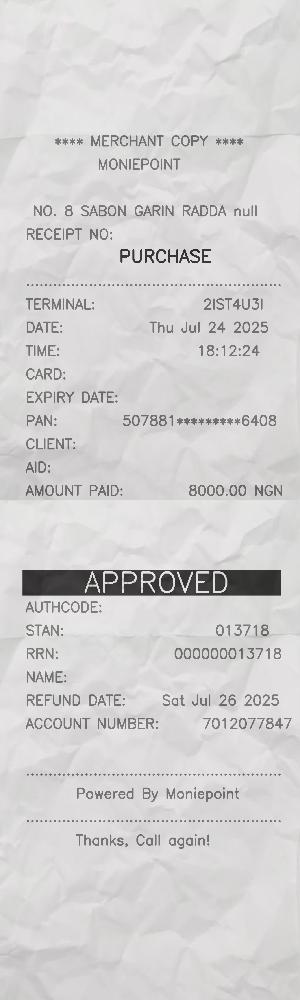 **** MERCHANT COPY ****
MONIEPOINT
NO. 8 SABON GARIN RADDA null
RECEIPT NO:
PURCHASE
TERMINAL: 2IST4U3I
DATE: Thu Jul 24 2025
TIME: 18:12:24
CARD:
EXPIRY DATE:
PAN: 507881*********6408
CLIENT:
AID:
AMOUNT PAID: 8000.00 NGN
APPROVED
AUTHCODE:
STAN: 013718
RRN: 000000013718
NAME:
REFUND DATE: Sat Jul 26 2025
ACCOUNT NUMBER: 7012077847
Powered By Moniepoint
Thanks, Call again!